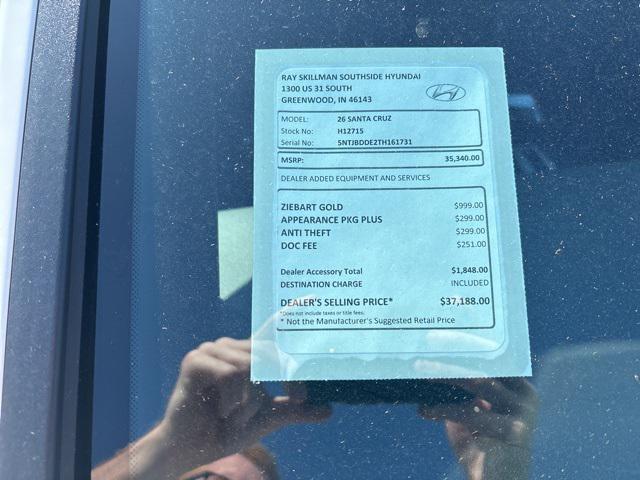 RAY SKILLMAN SOUTHSIDE HYUNDAI
1300 US 31 SOUTH
GREENWOOD, IN 46143
MODEL: 26 SANTA CRUZ
Stock No: H12715
Serial No: 5NTJBDDE2TH161731
MSRP: 35,340.00
DEALER ADDED EQUIPMENT AND SERVICES
ZIEBART GOLD $999.00
APPEARANCE PKG PLUS $299.00
ANTI THEFT $299.00
DOC FEE $251.00
Dealer Accessory Total $1,848.00
DESTINATION CHARGE INCLUDED
DEALER'S SELLING PRICE* $37,188.00
*Does not include taxes or title fees.
* Not the Manufacturer's Suggested Retail Price